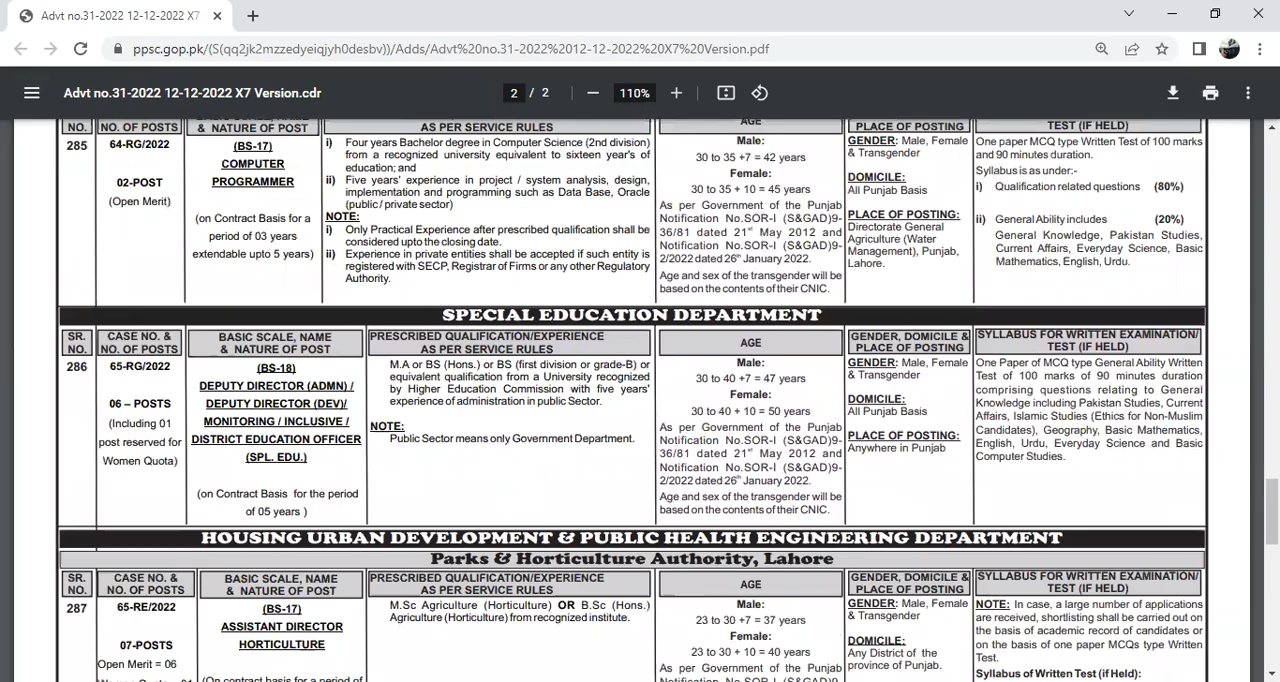 Advt no.31-2022 12-12-2022 X7
ppsc.gop.pk/(S(qq2jk2mzzedyeiqjyh0desbv))/Adds/Advt%20no.31-2022%2012-12-2022%20X7%20Version.pdf
Advt no.31-2022 12-12-2022 X7 Version.cdr
2 / 2
110%
NO.
NO. OF POSTS
& NATURE OF POST
AS PER SERVICE RULES
AGE
PLACE OF POSTING
TEST (IF HELD)
285
64-RG/2022
02-POST
(Open Merit)
(BS-17)
COMPUTER
PROGRAMMER
(on Contract Basis for a
period of 03 years
extendable upto 5 years)
i) Four years Bachelor degree in Computer Science (2nd division)
from a recognized university equivalent to sixteen year's of
education; and
ii) Five years' experience in project / system analysis, design,
implementation and programming such as Data Base, Oracle
(public / private sector)
NOTE:
i) Only Practical Experience after prescribed qualification shall be
considered upto the closing date.
ii) Experience in private entities shall be accepted if such entity is
registered with SECP, Registrar of Firms or any other Regulatory
Authority.
Male:
30 to 35 +7 = 42 years
Female:
30 to 35 + 10 = 45 years
As per Government of the Punjab
Notification No.SOR-I (S&GAD)9-
36/81 dated 21st May 2012 and
Notification No.SOR-I (S&GAD)9-
2/2022 dated 26th January 2022.
Age and sex of the transgender will be
based on the contents of their CNIC.
GENDER: Male, Female
& Transgender
DOMICILE:
All Punjab Basis
PLACE OF POSTING:
Directorate General
Agriculture (Water
Management), Punjab,
Lahore.
One paper MCQ type Written Test of 100 marks
and 90 minutes duration.
Syllabus is as under:-
i) Qualification related questions (80%)
ii) General Ability includes (20%)
General Knowledge, Pakistan Studies,
Current Affairs, Everyday Science, Basic
Mathematics, English, Urdu.
SPECIAL EDUCATION DEPARTMENT
SR.
NO.
CASE NO. &
NO. OF POSTS
BASIC SCALE, NAME
& NATURE OF POST
PRESCRIBED QUALIFICATION/EXPERIENCE
AS PER SERVICE RULES
AGE
GENDER, DOMICILE &
PLACE OF POSTING
SYLLABUS FOR WRITTEN EXAMINATION/
TEST (IF HELD)
286
65-RG/2022
06 – POSTS
(Including 01
post reserved for
Women Quota)
(BS-18)
DEPUTY DIRECTOR (ADMN) /
DEPUTY DIRECTOR (DEV)/
MONITORING / INCLUSIVE /
DISTRICT EDUCATION OFFICER
(SPL. EDU.)
(on Contract Basis for the period
of 05 years )
M.A or BS (Hons.) or BS (first division or grade-B) or
equivalent qualification from a University recognized
by Higher Education Commission with five years'
experience of administration in public Sector.
NOTE:
Public Sector means only Government Department.
Male:
30 to 40 +7 = 47 years
Female:
30 to 40 + 10 = 50 years
As per Government of the Punjab
Notification No.SOR-I (S&GAD)9-
36/81 dated 21st May 2012 and
Notification No.SOR-I (S&GAD)9-
2/2022 dated 26th January 2022.
Age and sex of the transgender will be
based on the contents of their CNIC.
GENDER: Male, Female
& Transgender
DOMICILE:
All Punjab Basis
PLACE OF POSTING:
Anywhere in Punjab
One Paper of MCQ type General Ability Written
Test of 100 marks of 90 minutes duration
comprising questions relating to General
Knowledge including Pakistan Studies, Current
Affairs, Islamic Studies (Ethics for Non-Muslim
Candidates), Geography, Basic Mathematics,
English, Urdu, Everyday Science and Basic
Computer Studies.
HOUSING URBAN DEVELOPMENT & PUBLIC HEALTH ENGINEERING DEPARTMENT
Parks & Horticulture Authority, Lahore
SR.
NO.
CASE NO. &
NO. OF POSTS
BASIC SCALE, NAME
& NATURE OF POST
PRESCRIBED QUALIFICATION/EXPERIENCE
AS PER SERVICE RULES
AGE
GENDER, DOMICILE &
PLACE OF POSTING
SYLLABUS FOR WRITTEN EXAMINATION/
TEST (IF HELD)
287
65-RE/2022
07-POSTS
Open Merit = 06
(BS-17)
ASSISTANT DIRECTOR
HORTICULTURE
(On contract basis for a period of
M.Sc Agriculture (Horticulture) OR B.Sc (Hons.)
Agriculture (Horticulture) from recognized institute.
Male:
23 to 30 +7 = 37 years
Female:
23 to 30 + 10 = 40 years
As per Government of the Punjab
Notification No.SOR-I (S&GAD)9-
GENDER: Male, Female
& Transgender
DOMICILE:
Any District of the
province of Punjab.
NOTE: In case, a large number of applications
are received, shortlisting shall be carried out on
the basis of academic record of candidates or
on the basis of one paper MCQs type Written
Test.
Syllabus of Written Test (if Held):